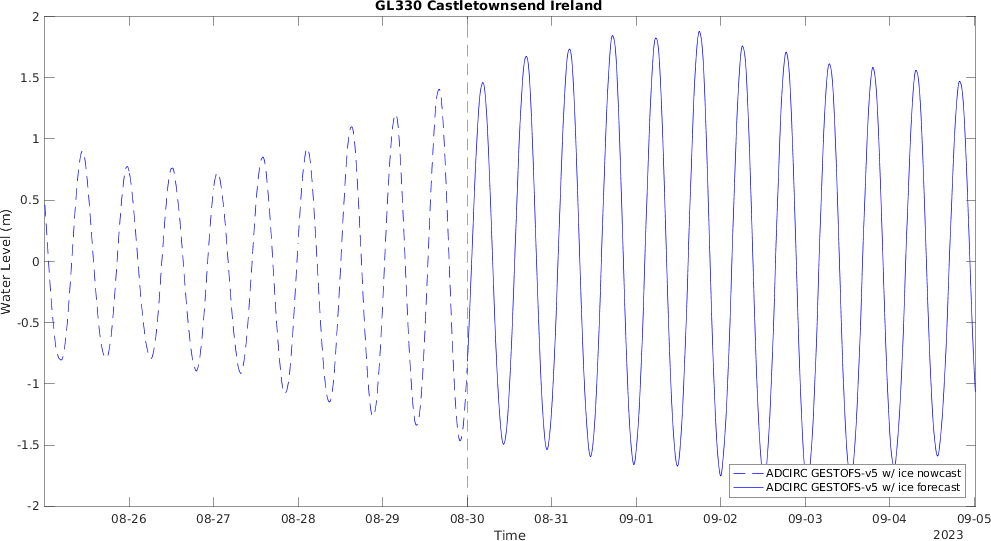 GL330 Castletownsend Ireland
2
1.5
1
0.5
0
-0.5
-1
-1.5
-2
Water Level (m)
ADCIRC GESTOFS-v5 w/ ice nowcast
ADCIRC GESTOFS-v5 w/ ice forecast
08-26 08-27 08-28 08-29 08-30 08-31 09-01 09-02 09-03 09-04 09-05
Time
2023